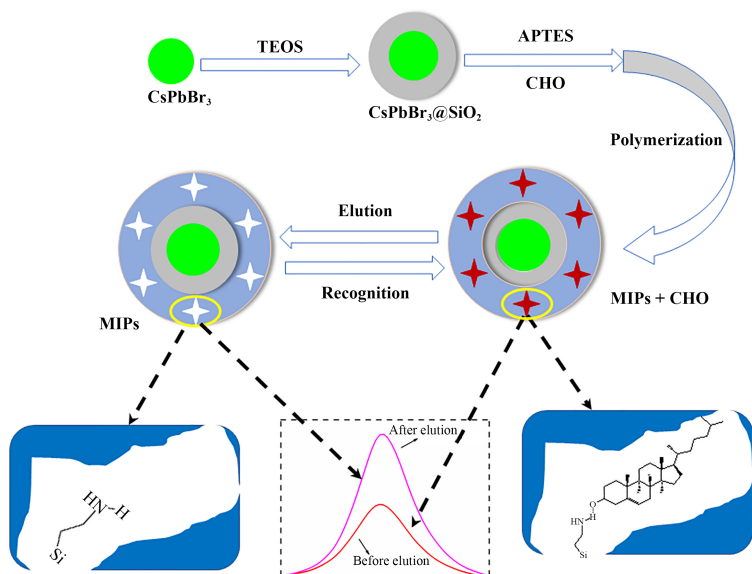 TEOS
APTES
CHO
CsPbBr₃
CsPbBr₃@SiO₂
Polymerization
Elution
Recognition
MIPs
MIPs + CHO
After elution
Before elution
HN-H
Si
O
H
HN
Si
H
H
H